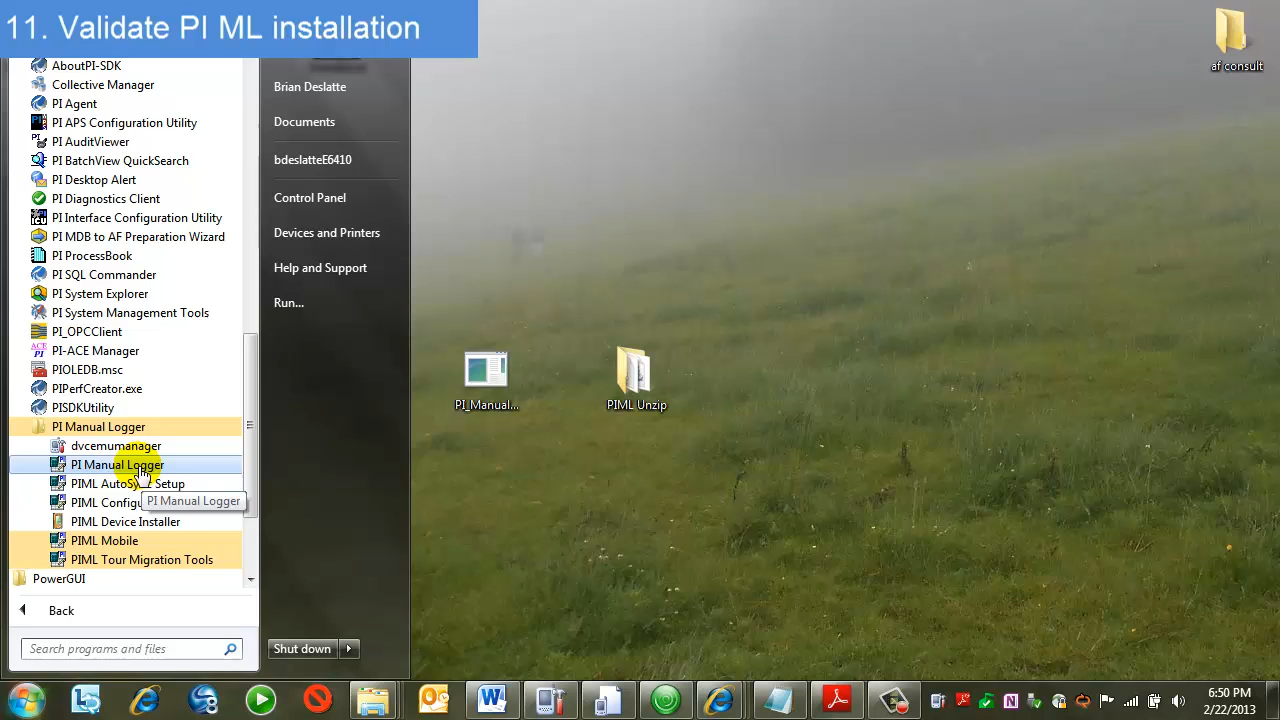 11. Validate PI ML installation
af consult
AboutPI-SDK
Collective Manager
PI Agent
PI APS Configuration Utility
PI AuditViewer
PI BatchView QuickSearch
PI Desktop Alert
PI Diagnostics Client
PI Interface Configuration Utility
PI MDB to AF Preparation Wizard
PI ProcessBook
PI SQL Commander
PI System Explorer
PI System Management Tools
PI_OPCClient
PI-ACE Manager
PIOLEDB.msc
PIPerfCreator.exe
PISDKUtility
PI Manual Logger
dvcemumanager
PI Manual Logger
PIML Setup
PI Manual Logger
PIML
PIML Device Installer
PIML Mobile
PIML Tour Migration Tools
PowerGUI
Back
Search programs and files
Brian Deslatte
Documents
bdeslatteE6410
Control Panel
Devices and Printers
Help and Support
Run...
Shut down
PI_Manual...
PIML Unzip
6:50 PM
2/22/2013